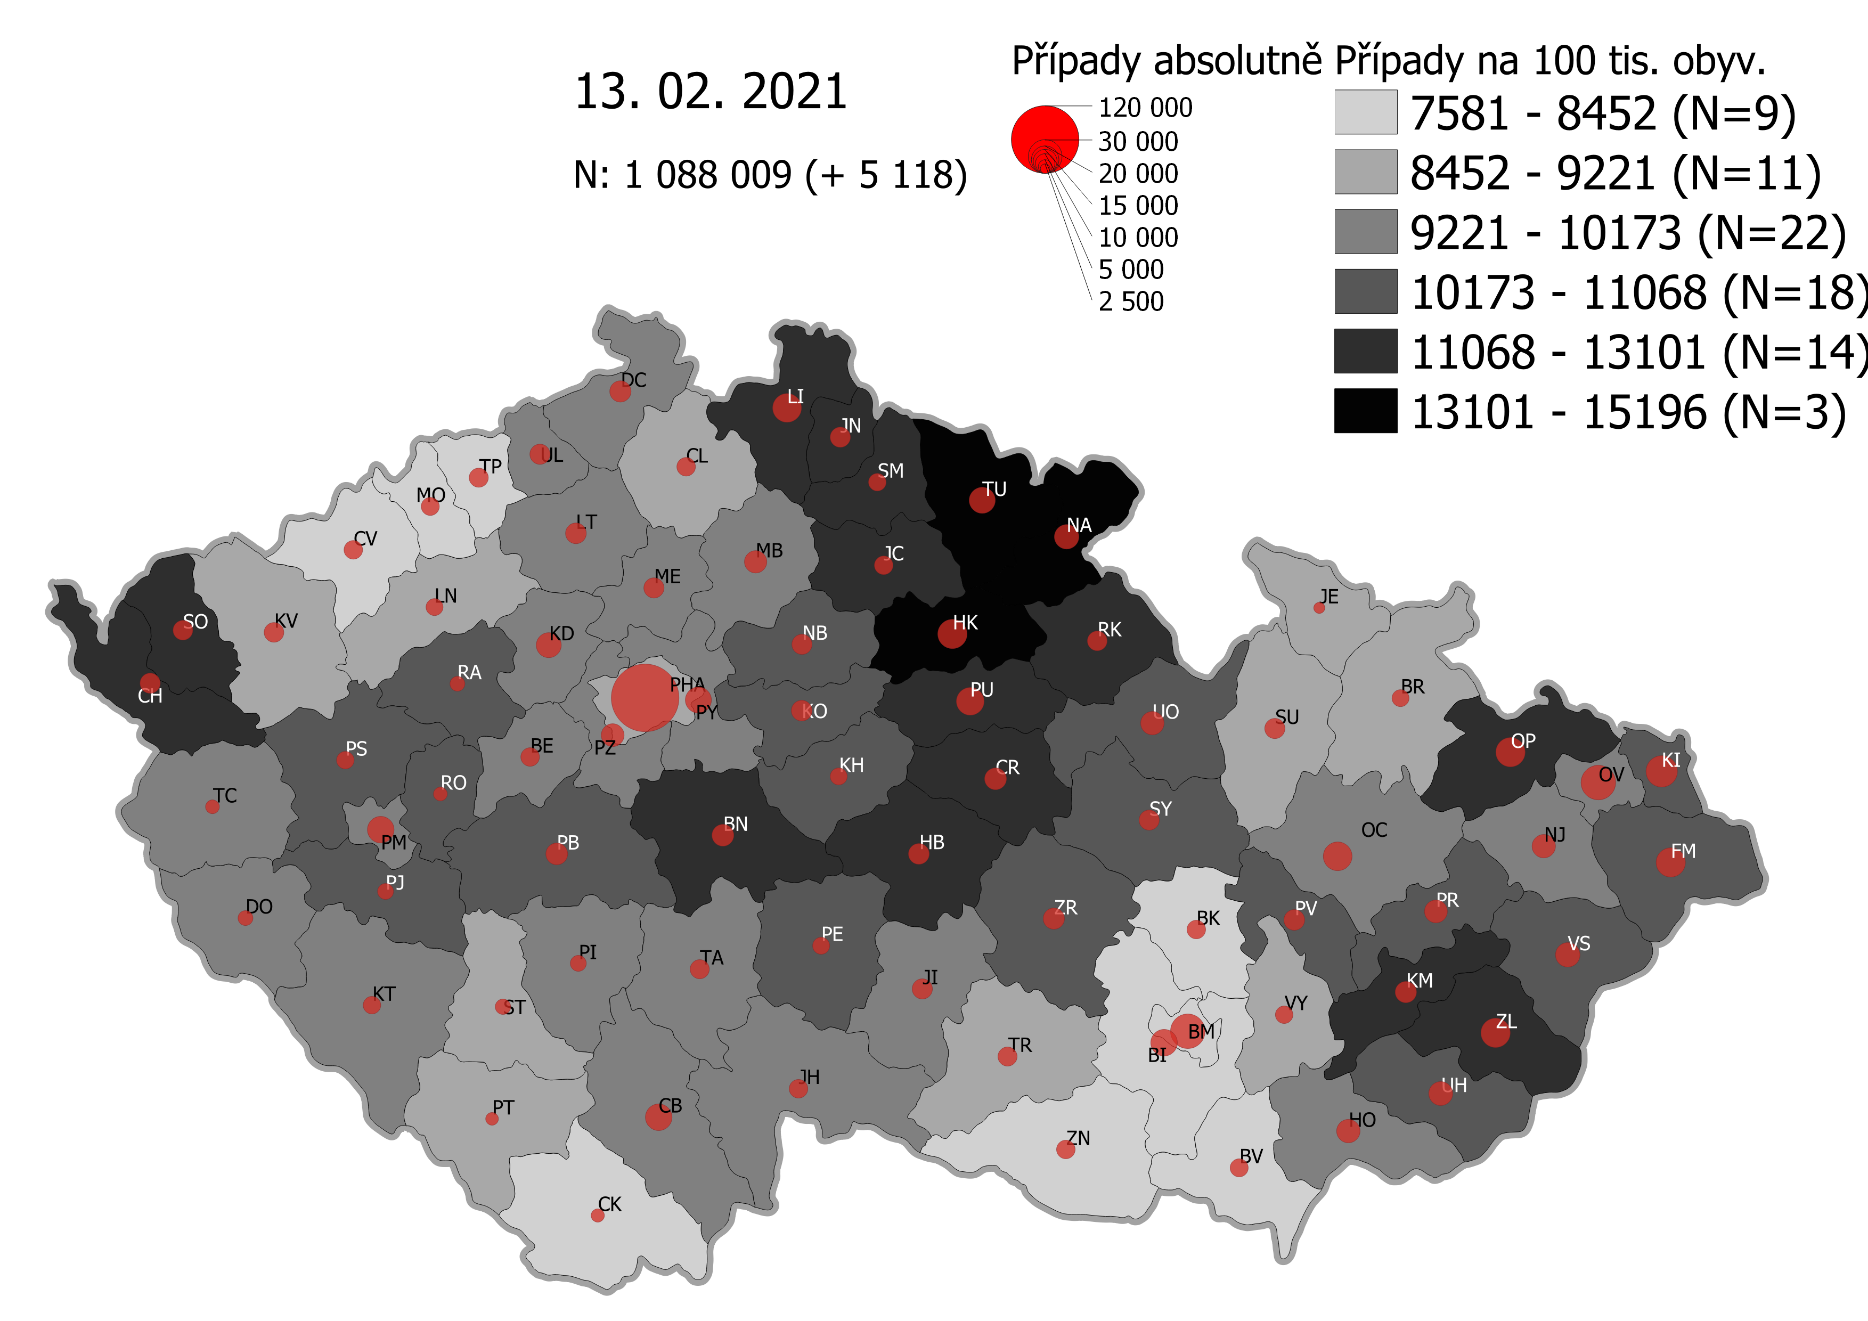 13. 02. 2021
N: 1 088 009 (+ 5 118)
Případy absolutně
120 000
30 000
20 000
15 000
10 000
5 000
2 500
Případy na 100 tis. obyv.
7581 - 8452 (N=9)
8452 - 9221 (N=11)
9221 - 10173 (N=22)
10173 - 11068 (N=18)
11068 - 13101 (N=14)
13101 - 15196 (N=3)
DC
LI
JN
UL
TP
CL
SM
MO
TU
LT
NA
CV
MB
JC
ME
LN
JE
SO
KV
KD
NB
HK
RK
RA
PHA
CH
PY
KO
PU
UO
SU
BR
PS
BE
PZ
OP
KH
CR
KI
RO
OV
TC
SY
BN
PM
PB
HB
OC
NJ
FM
PJ
DO
ZR
BK
PV
PR
PE
PI
TA
VS
JI
KM
KT
ST
VY
ZL
BM
TR
BI
JH
UH
PT
CB
HO
ZN
BV
CK